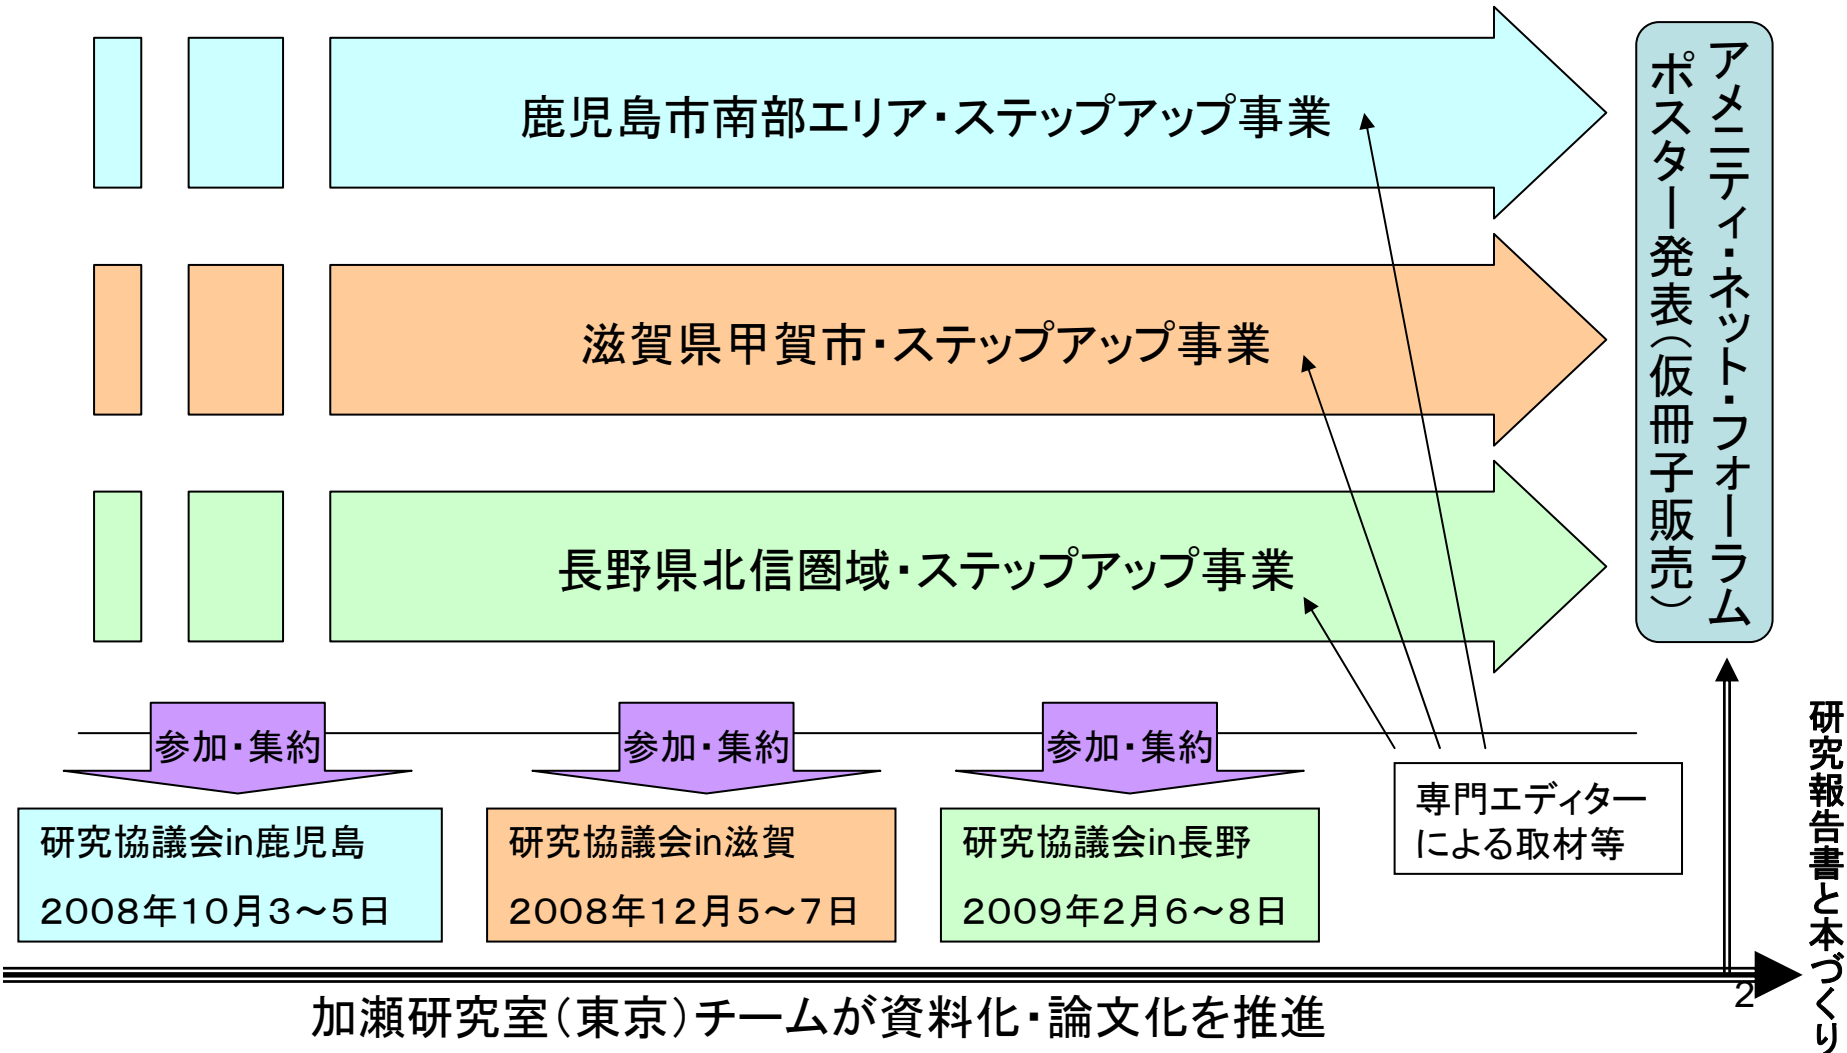 鹿児島市南部エリア・ステップアップ事業
滋賀県甲賀市・ステップアップ事業
長野県北信圏域・ステップアップ事業
アメニティ・ネット・フォーラム
ポスター発表(仮冊子販売)
参加・集約
参加・集約
参加・集約
研究協議会in鹿児島
2008年10月3~5日
研究協議会in滋賀
2008年12月5~7日
研究協議会in長野
2009年2月6~8日
専門エディター
による取材等
研究報告書と本づくり
加瀬研究室(東京)チームが資料化・論文化を推進
2